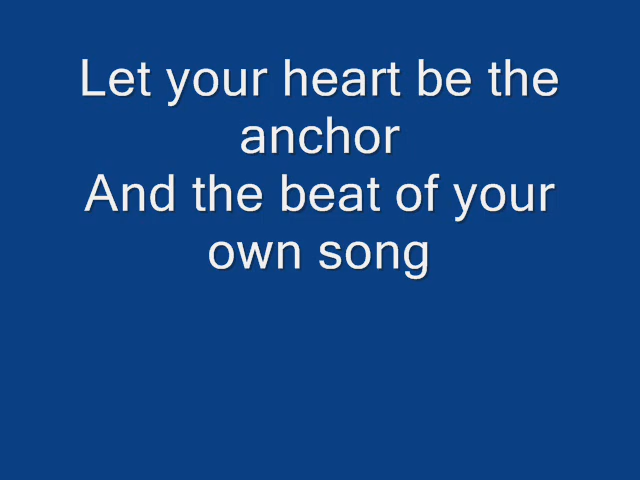 Let your heart be the
anchor
And the beat of your
own song